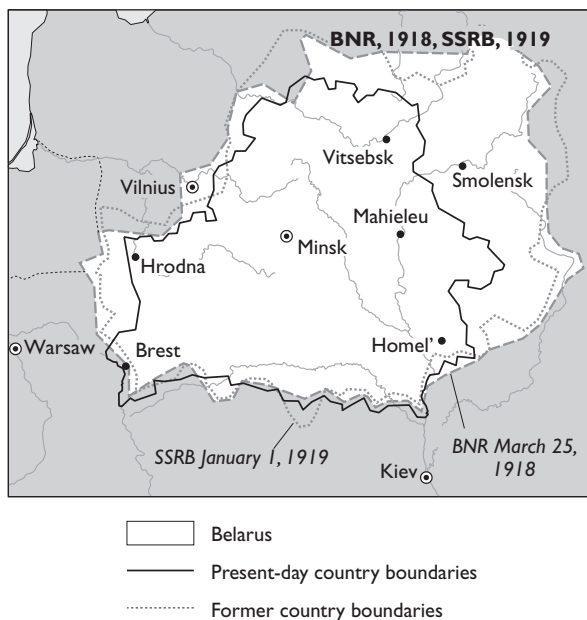 BNR, 1918, SSRB, 1919
Vitsebsk
Smolensk
Vilnius
Mahieleu
Minsk
Hrodna
Homel’
Warsaw
Brest
SSRB January 1, 1919
BNR March 25,
1918
Kiev
Belarus
Present-day country boundaries
Former country boundaries